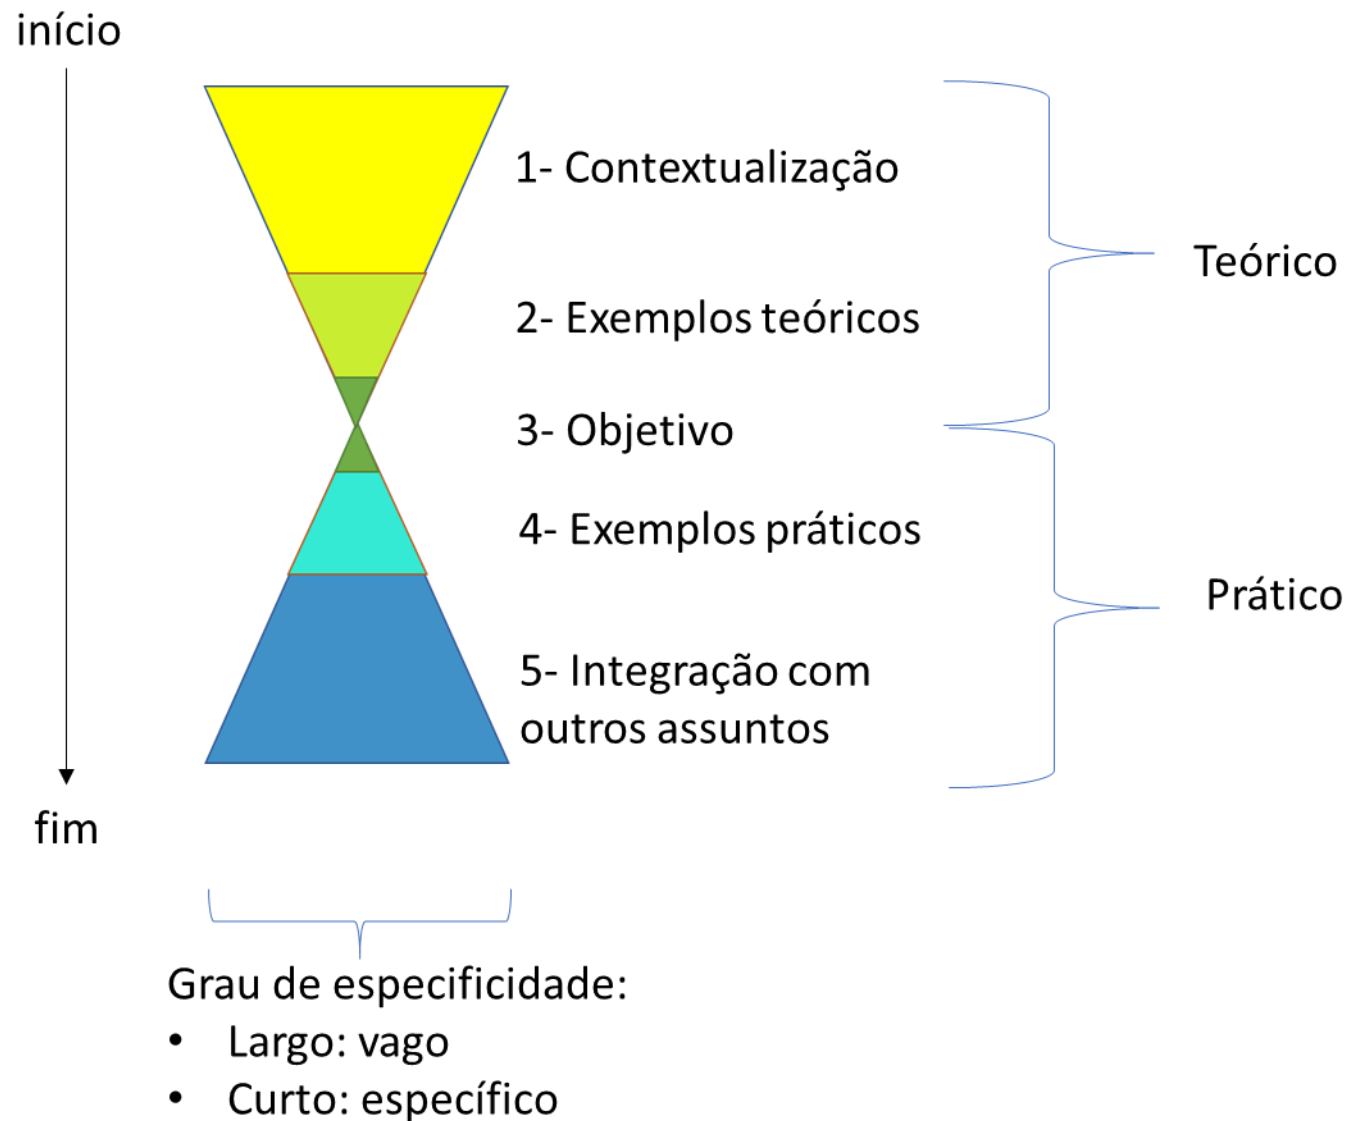 início
1- Contextualização
Teórico
2- Exemplos teóricos
3- Objetivo
4- Exemplos práticos
Prático
5- Integração com
outros assuntos
fim
Grau de especificidade:
• Largo: vago
• Curto: específico